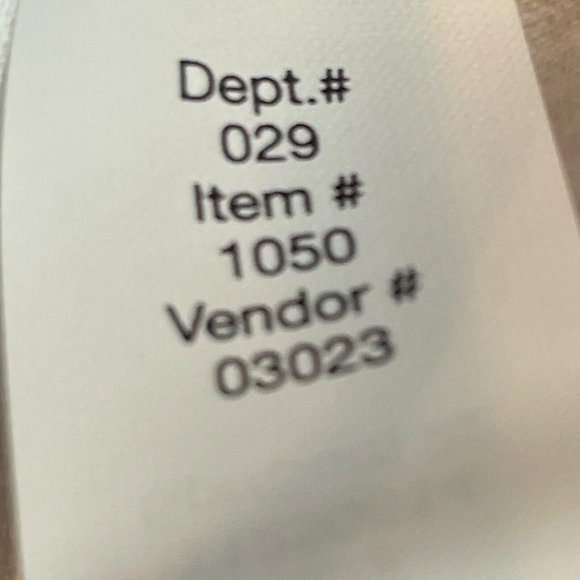 Dept.#
029
Item #
1050
Vendor #
03023